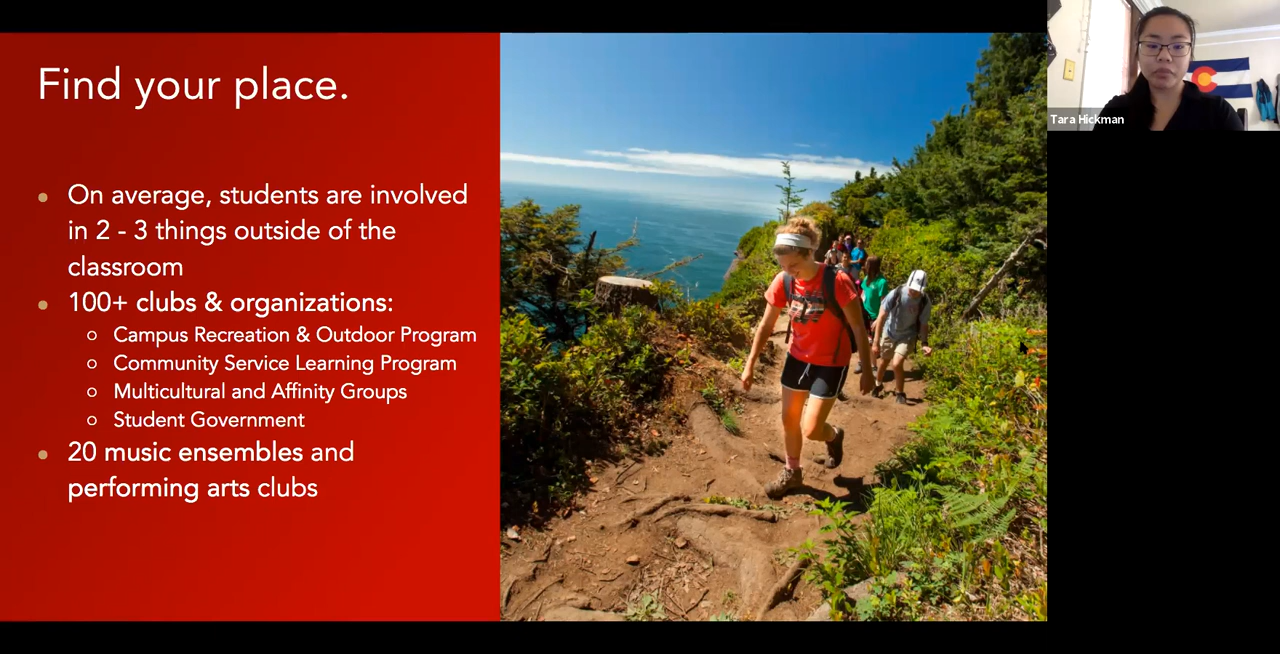 Find your place.
On average, students are involved
in 2 - 3 things outside of the
classroom
100+ clubs & organizations:
Campus Recreation & Outdoor Program
Community Service Learning Program
Multicultural and Affinity Groups
Student Government
20 music ensembles and
performing arts clubs
Tara Hickman